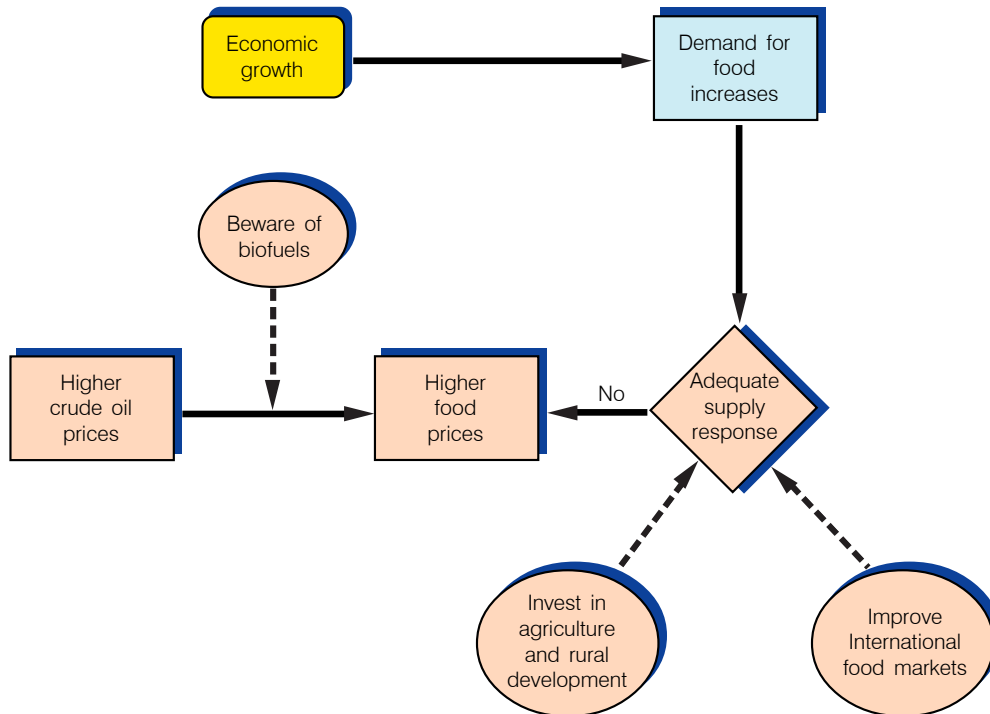 Economic
growth
Demand for
food
increases
Beware of
biofuels
Higher
crude oil
prices
Higher
food
prices
No
Adequate
supply
response
Invest in
agriculture
and rural
development
Improve
International
food markets